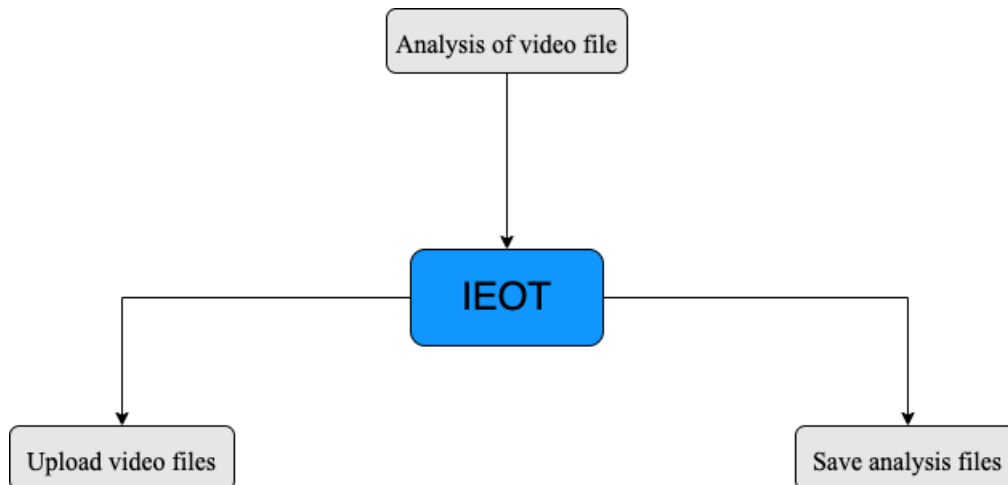 Analysis of video file
IEOT
Upload video files
Save analysis files